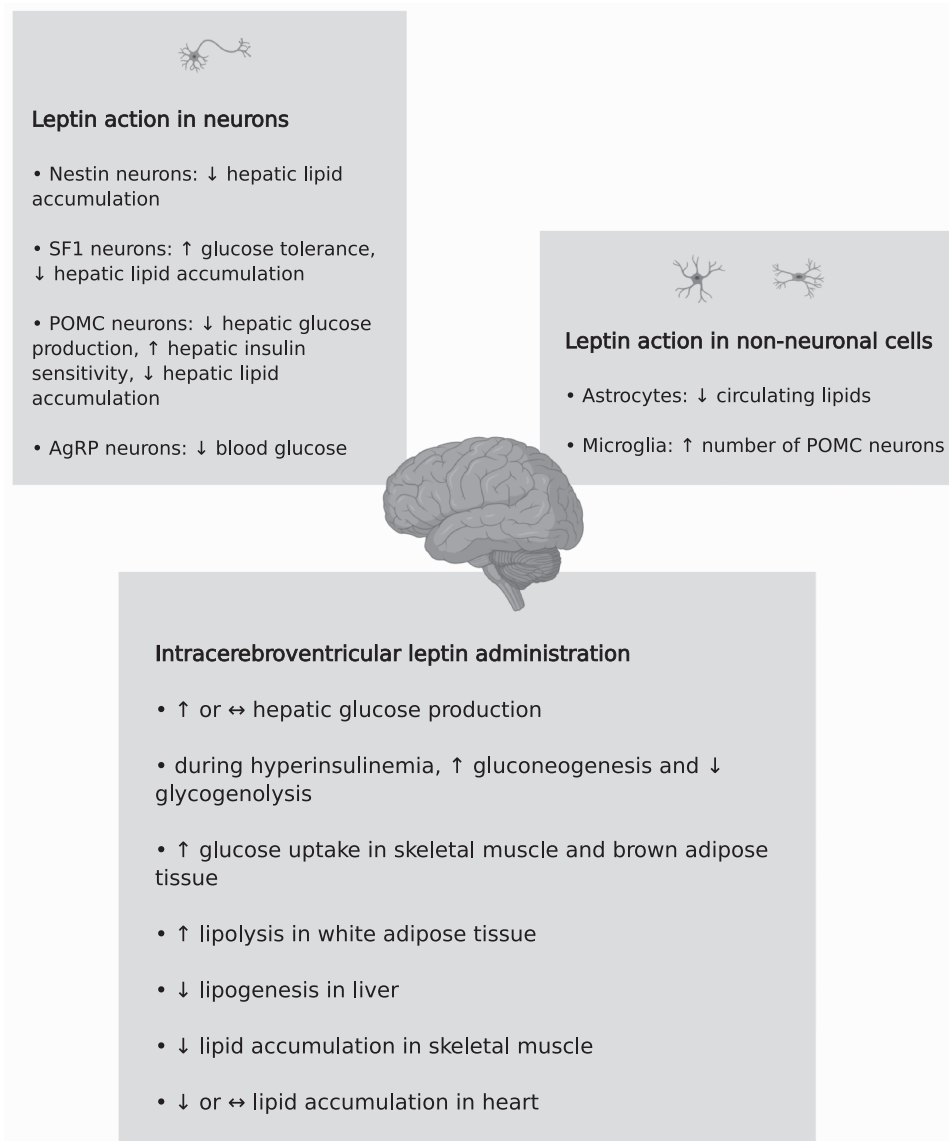 Leptin action in neurons
• Nestin neurons: ↓ hepatic lipid
accumulation
• SF1 neurons: ↑ glucose tolerance,
↓ hepatic lipid accumulation
• POMC neurons: ↓ hepatic glucose
production, ↑ hepatic insulin
sensitivity, ↓ hepatic lipid
accumulation
• AgRP neurons: ↓ blood glucose
Leptin action in non-neuronal cells
• Astrocytes: ↓ circulating lipids
• Microglia: ↑ number of POMC neurons
Intracerebroventricular leptin administration
• ↑ or ↔ hepatic glucose production
• during hyperinsulinemia, ↑ gluconeogenesis and ↓
glycogenolysis
• ↑ glucose uptake in skeletal muscle and brown adipose
tissue
• ↑ lipolysis in white adipose tissue
• ↓ lipogenesis in liver
• ↓ lipid accumulation in skeletal muscle
• ↓ or ↔ lipid accumulation in heart